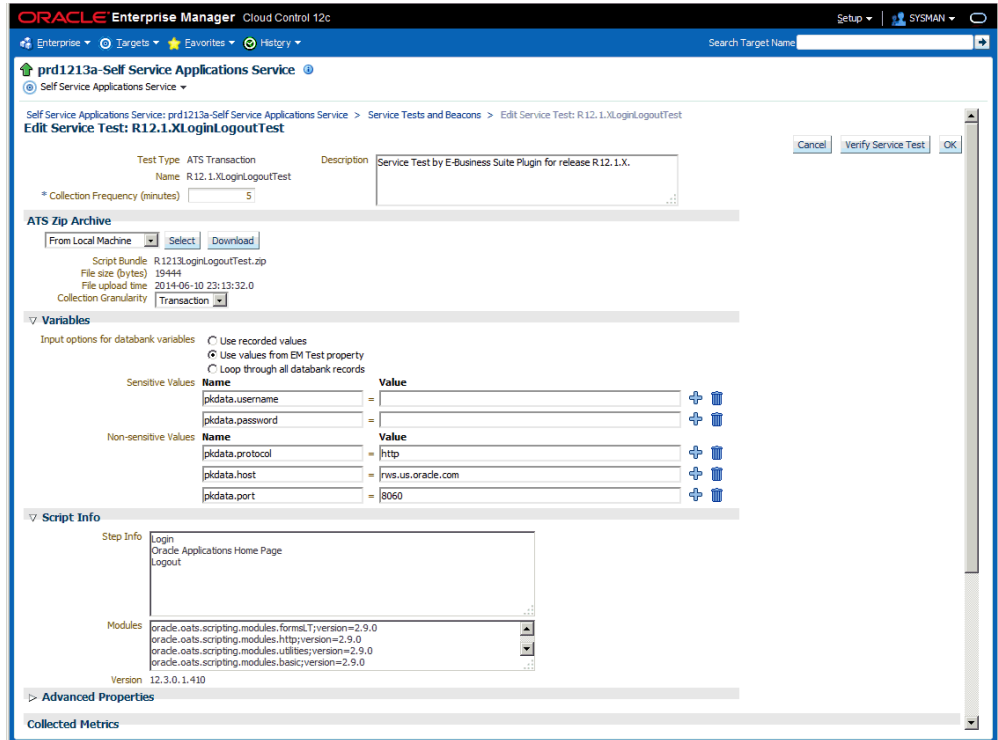 ORACLE Enterprise Manager Cloud Control 12c
Setup SYSMAN
Enterprise Targets Favorites History Search Target Name
prd1213a-Self Service Applications Service
Self Service Applications Service
Self Service Applications Service: prd1213a-Self Service Applications Service > Service Tests and Beacons > Edit Service Test: R12.1.XLoginLogoutTest
Edit Service Test: R12.1.XLoginLogoutTest
Cancel Verify Service Test OK
Test Type ATS Transaction
Description Service Test by E-Business Suite Plugin for release R12.1.X.
Name R12.1.XLoginLogoutTest
* Collection Frequency (minutes) 5
ATS Zip Archive
From Local Machine Select Download
Script Bundle R1213LoginLogoutTest.zip
File size (bytes) 19444
File upload time 2014-06-10 23:13:32.0
Collection Granularity Transaction
Variables
Input options for databank variables Use recorded values
Use values from EM Test property
Loop through all databank records
Sensitive Values Name Value
pkdata.username =
pkdata.password =
Non-sensitive Values Name Value
pkdata.protocol = http
pkdata.host = rws.us.oracle.com
pkdata.port = 8060
Script Info
Step Info Login
Oracle Applications Home Page
Logout
Modules oracle.oats.scripting.modules.formsLT;version=2.9.0
oracle.oats.scripting.modules.http;version=2.9.0
oracle.oats.scripting.modules.utilities;version=2.9.0
oracle.oats.scripting.modules.basic;version=2.9.0
Version 12.3.0.1.410
Advanced Properties
Collected Metrics